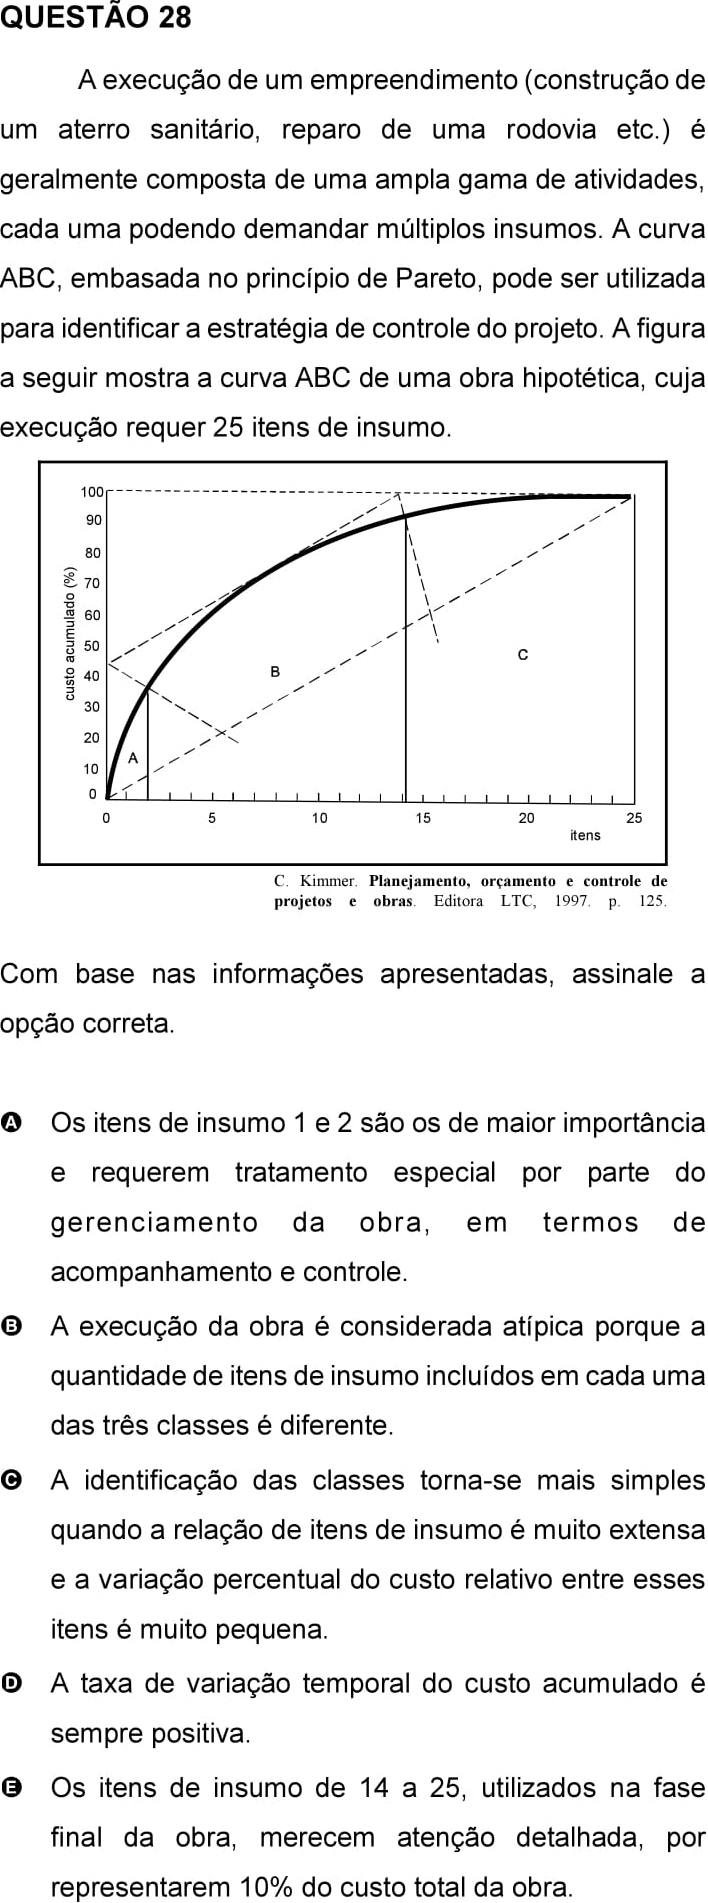 QUESTÃO 28
A execução de um empreendimento (construção de
um aterro sanitário, reparo de uma rodovia etc.) é
geralmente composta de uma ampla gama de atividades,
cada uma podendo demandar múltiplos insumos. A curva
ABC, embasada no princípio de Pareto, pode ser utilizada
para identificar a estratégia de controle do projeto. A figura
a seguir mostra a curva ABC de uma obra hipotética, cuja
execução requer 25 itens de insumo.
custo acumulado (%)
100
90
80
70
60
50
40
30
20
10
0
A
B
C
0 5 10 15 20 25
itens
C. Kimmer. Planejamento, orçamento e controle de
projetos e obras. Editora LTC, 1997. p. 125.
Com base nas informações apresentadas, assinale a
opção correta.
A Os itens de insumo 1 e 2 são os de maior importância
e requerem tratamento especial por parte do
gerenciamento da obra, em termos de
acompanhamento e controle.
B A execução da obra é considerada atípica porque a
quantidade de itens de insumo incluídos em cada uma
das três classes é diferente.
C A identificação das classes torna-se mais simples
quando a relação de itens de insumo é muito extensa
e a variação percentual do custo relativo entre esses
itens é muito pequena.
D A taxa de variação temporal do custo acumulado é
sempre positiva.
E Os itens de insumo de 14 a 25, utilizados na fase
final da obra, merecem atenção detalhada, por
representarem 10% do custo total da obra.